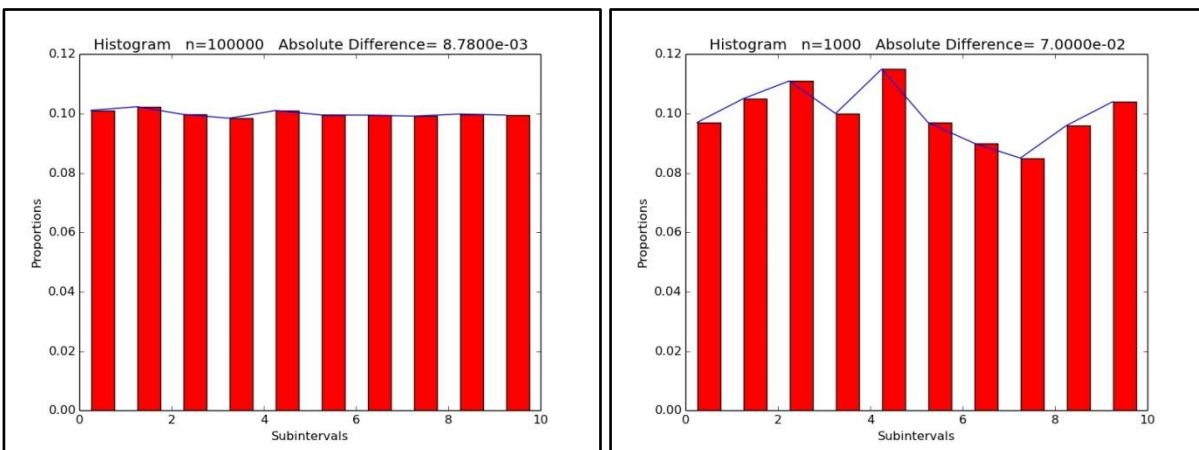 Histogram n=100000 Absolute Difference= 8.7800e-03
0.12
0.10
0.08
0.06
0.04
0.02
0.00
Proportions
0 2 4 6 8 10
Subintervals
Histogram n=1000 Absolute Difference= 7.0000e-02
0.12
0.10
0.08
0.06
0.04
0.02
0.00
Proportions
0 2 4 6 8 10
Subintervals